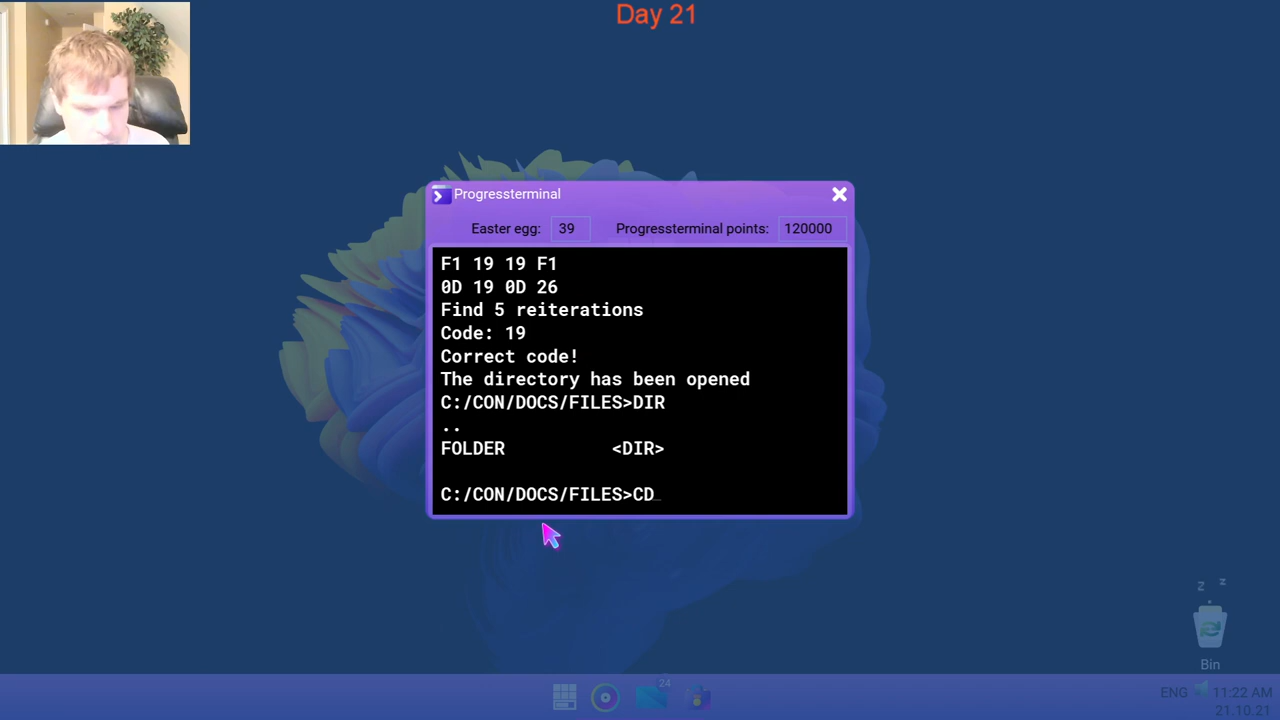 Day 21
Progressterminal
Easter egg: 39 Progressterminal points: 120000
F1 19 19 F1
0D 19 0D 26
Find 5 reiterations
Code: 19
Correct code!
The directory has been opened
C:/CON/DOCS/FILES>DIR
..
FOLDER <DIR>
C:/CON/DOCS/FILES>CD_
z z
Bin
24
ENG 11:22 AM
21.10.21